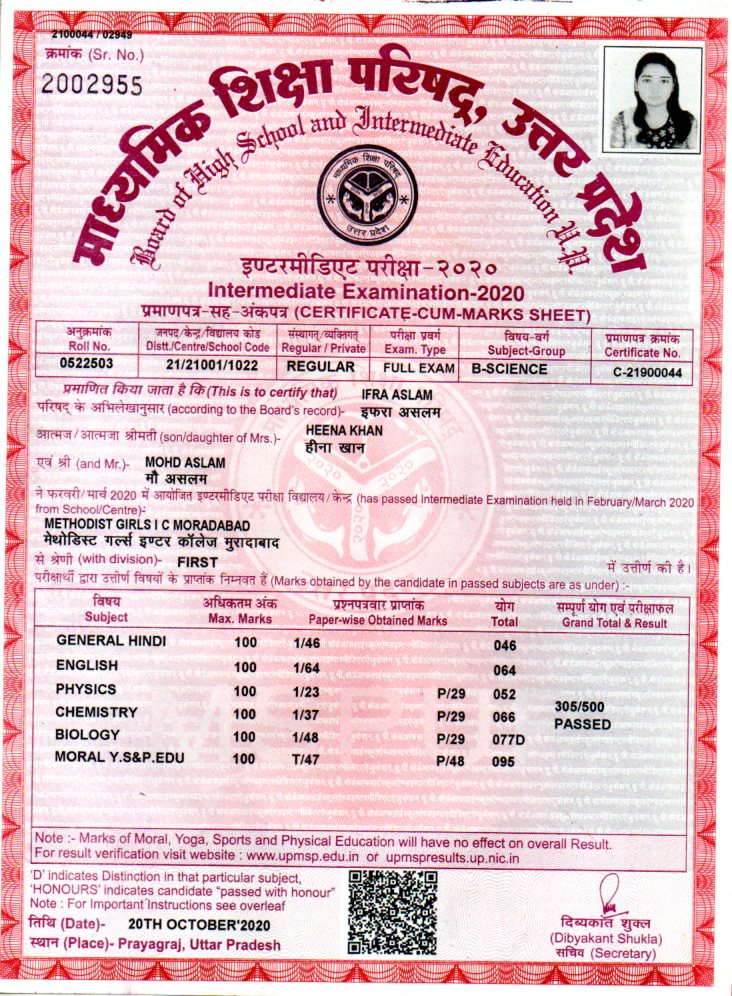 2100044 / 02949
क्रमांक (Sr. No.)
2002955
माध्यमिक शिक्षा परिषद्, उत्तर प्रदेश
Board of High School and Intermediate Education U.P.
माध्यमिक शिक्षा परिषद
उत्तर प्रदेश
इण्टरमीडिएट परीक्षा-२०२०
Intermediate Examination-2020
प्रमाणपत्र-सह-अंकपत्र (CERTIFICATE-CUM-MARKS SHEET)
अनुक्रमांक जनपद/केन्द्र/विद्यालय कोड संस्थागत/व्यक्तिगत परीक्षा प्रवर्ग विषय-वर्ग प्रमाणपत्र क्रमांक
Roll No. Distt./Centre/School Code Regular / Private Exam. Type Subject-Group Certificate No.
0522503 21/21001/1022 REGULAR FULL EXAM B-SCIENCE C-21900044
प्रमाणित किया जाता है कि (This is to certify that) IFRA ASLAM
परिषद् के अभिलेखानुसार (according to the Board's record)- इफरा असलम
आत्मज/आत्मजा श्रीमती (son/daughter of Mrs.)- HEENA KHAN
हीना खान
एवं श्री (and Mr.)- MOHD ASLAM
मौ असलम
ने फरवरी/मार्च 2020 में आयोजित इण्टरमीडिएट परीक्षा विद्यालय/केन्द्र (has passed Intermediate Examination held in February/March 2020
from School/Centre)-
METHODIST GIRLS I C MORADABAD
मेथोडिस्ट गर्ल्स इण्टर कॉलेज मुरादाबाद
से श्रेणी (with division)- FIRST में उत्तीर्ण की है।
परीक्षार्थी द्वारा उत्तीर्ण विषयों के प्राप्तांक निम्नवत हैं (Marks obtained by the candidate in passed subjects are as under) :-
विषय अधिकतम अंक प्रश्नपत्रवार प्राप्तांक योग सम्पूर्ण योग एवं परीक्षाफल
Subject Max. Marks Paper-wise Obtained Marks Total Grand Total & Result
GENERAL HINDI 100 1/46 046
ENGLISH 100 1/64 064
PHYSICS 100 1/23 P/29 052
CHEMISTRY 100 1/37 P/29 066
305/500
PASSED
BIOLOGY 100 1/48 P/29 077D
MORAL Y.S&P.EDU 100 T/47 P/48 095
Note :- Marks of Moral, Yoga, Sports and Physical Education will have no effect on overall Result.
For result verification visit website : www.upmsp.edu.in or upmspresults.up.nic.in
'D' indicates Distinction in that particular subject,
'HONOURS' indicates candidate "passed with honour"
Note : For Important Instructions see overleaf
तिथि (Date)- 20TH OCTOBER'2020
स्थान (Place)- Prayagraj, Uttar Pradesh
दिब्यकांत शुक्ल
(Dibyakant Shukla)
सचिव (Secretary)